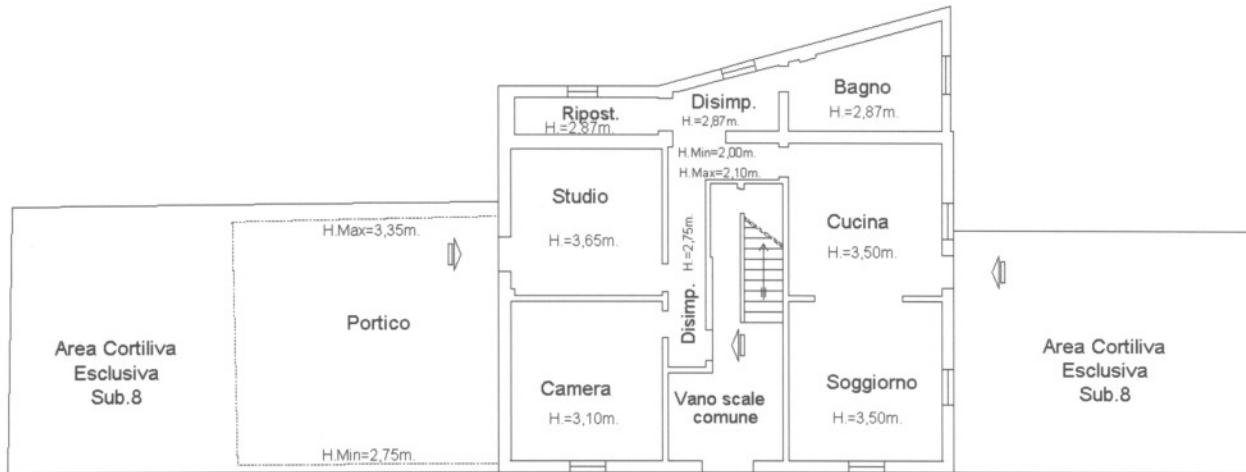 Bagno
H.=2,87m.
Disimp.
H.=2,87m.
Ripost.
H.=2,87m.
H.Min=2,00m.
H.Max=2,10m.
Studio
H.=3,65m.
H.=2,75m.
Disimp.
Cucina
H.=3,50m.
H.Max=3,35m.
Portico
H.Min=2,75m.
Area Cortiliva
Esclusiva
Sub.8
Camera
H.=3,10m.
Vano scale
comune
Soggiorno
H.=3,50m.
Area Cortiliva
Esclusiva
Sub.8